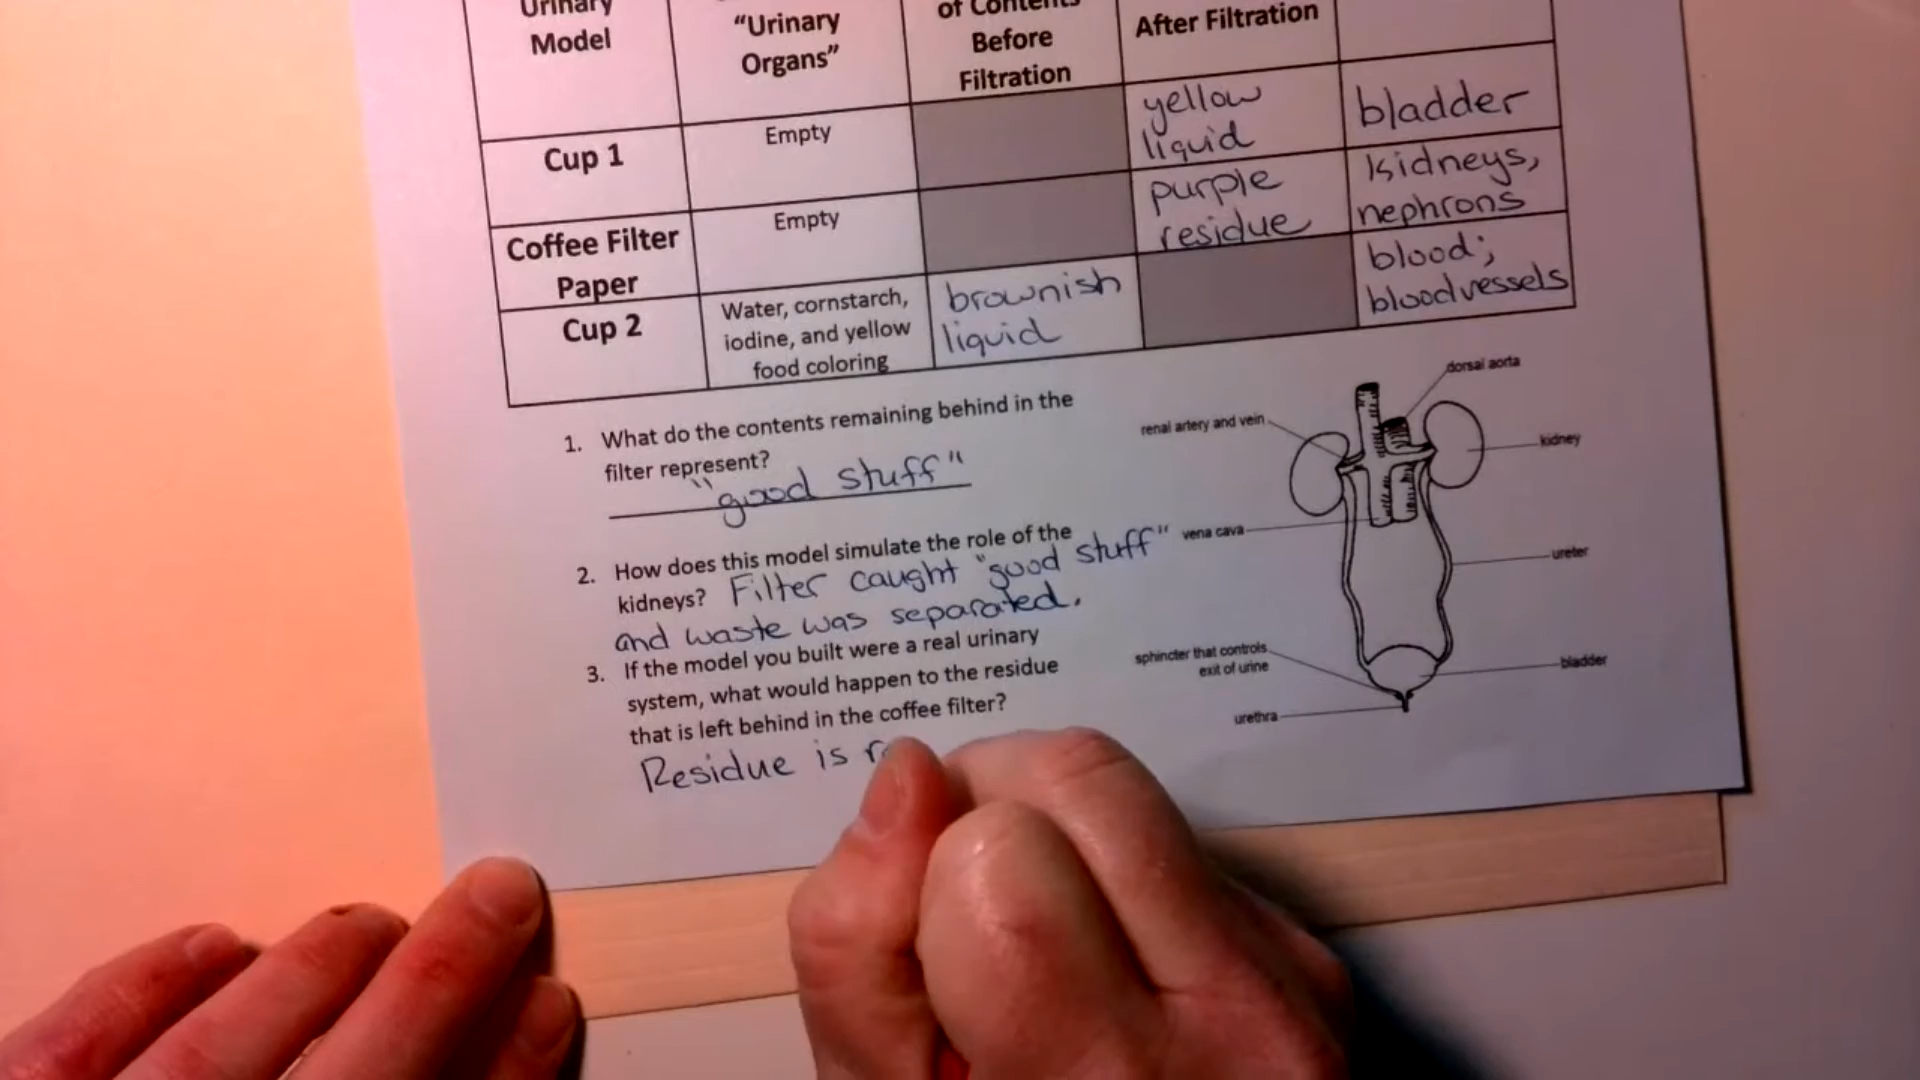 Urinary
Model
"Urinary
Organs"
of Contents
Before
Filtration
After Filtration
Cup 1
Empty
yellow
liquid
bladder
Coffee Filter
Paper
Empty
purple
residue
kidneys,
nephrons
Cup 2
Water, cornstarch,
iodine, and yellow
food coloring
brownish
liquid
blood;
bloodvessels
1. What do the contents remaining behind in the
filter represent?
"good stuff"
2. How does this model simulate the role of the
kidneys? Filter caught "good stuff"
and waste was separated.
3. If the model you built were a real urinary
system, what would happen to the residue
that is left behind in the coffee filter?
Residue is
dorsal aorta
renal artery and vein
kidney
vena cava
ureter
sphincter that controls
exit of urine
bladder
urethra